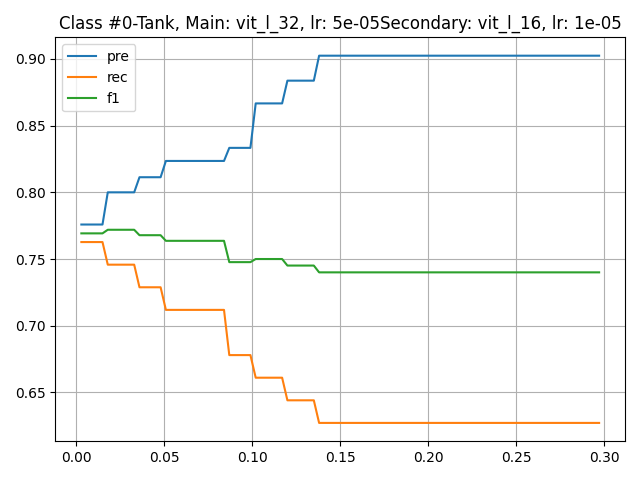 Class #0-Tank, Main: vit_l_32, lr: 5e-05Secondary: vit_l_16, lr: 1e-05
pre
rec
f1
0.90
0.85
0.80
0.75
0.70
0.65
0.00 0.05 0.10 0.15 0.20 0.25 0.30